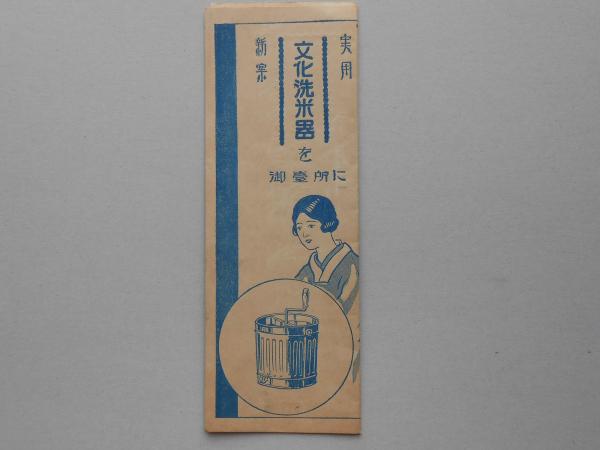 実用
新案
文化洗米器を
御臺所に